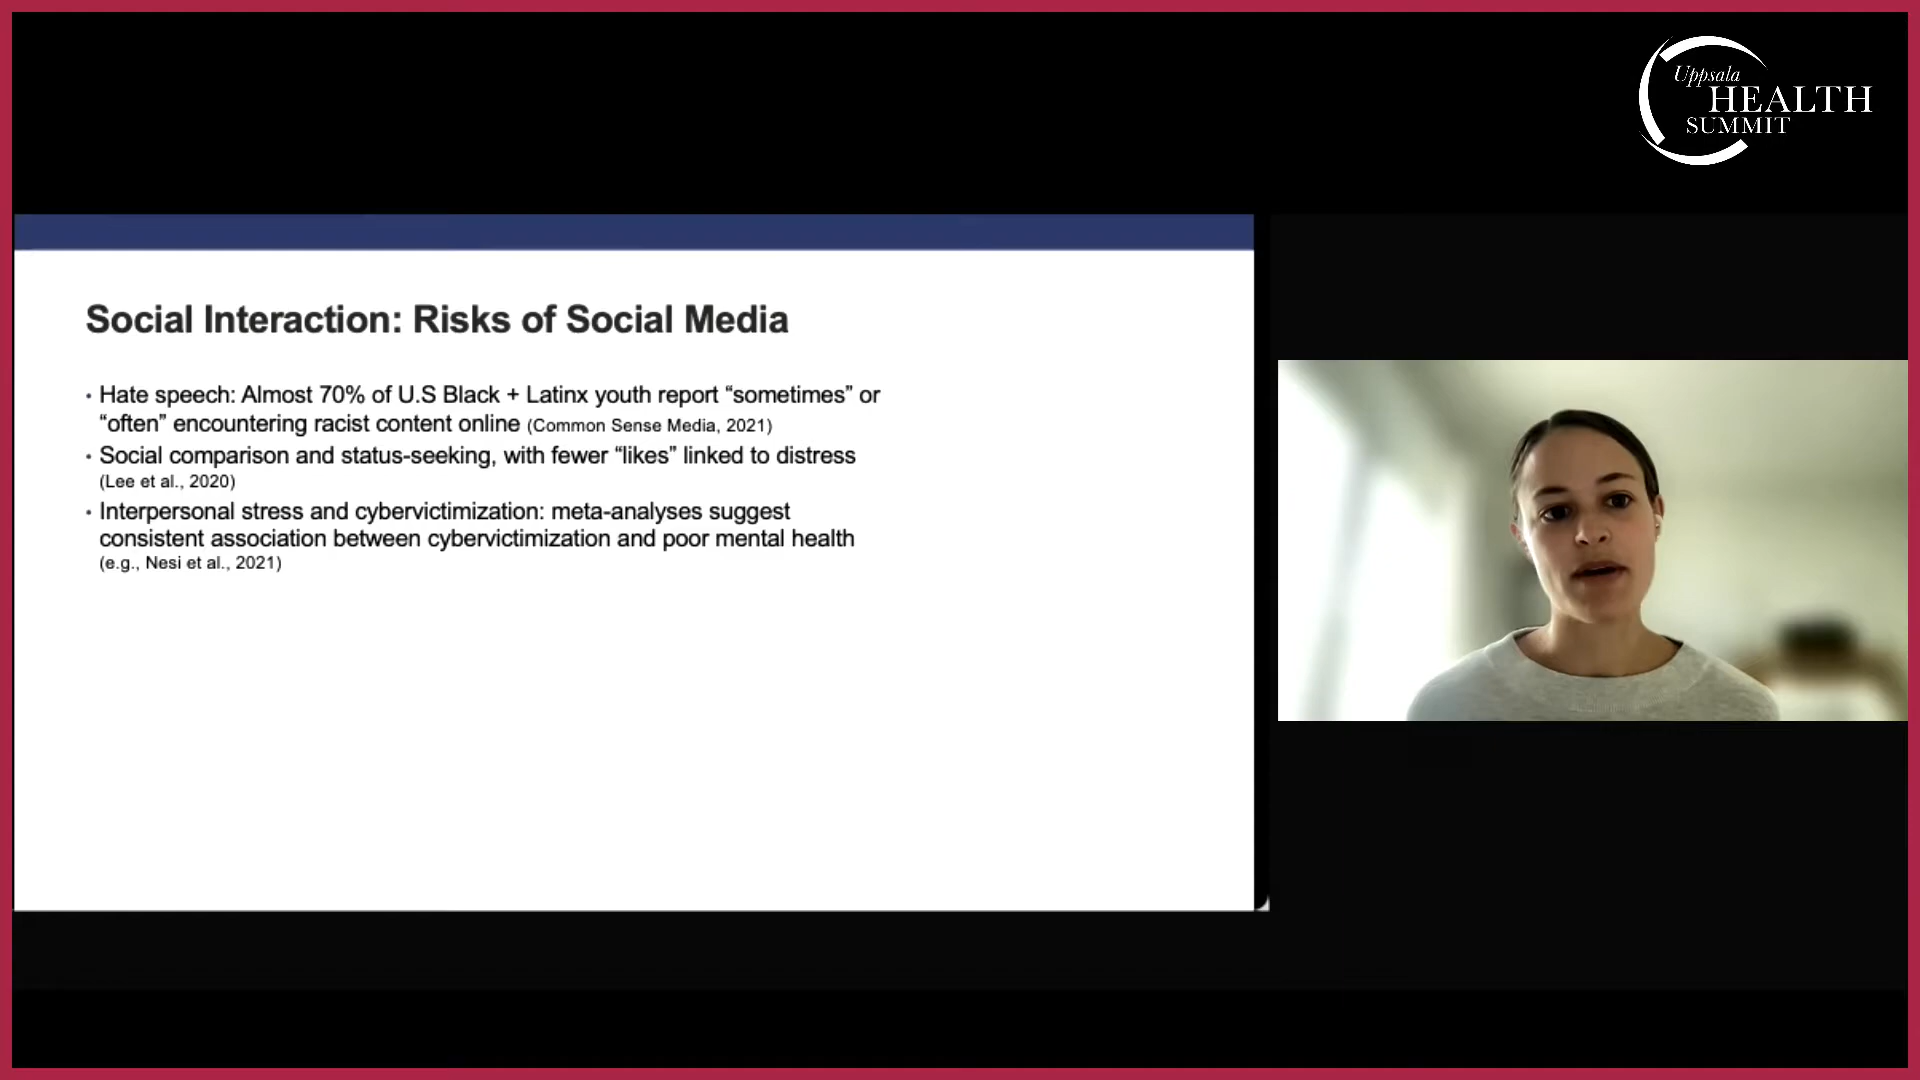 Uppsala
HEALTH
SUMMIT
Social Interaction: Risks of Social Media
• Hate speech: Almost 70% of U.S Black + Latinx youth report “sometimes” or
“often” encountering racist content online (Common Sense Media, 2021)
• Social comparison and status-seeking, with fewer “likes” linked to distress
(Lee et al., 2020)
• Interpersonal stress and cybervictimization: meta-analyses suggest
consistent association between cybervictimization and poor mental health
(e.g., Nesi et al., 2021)